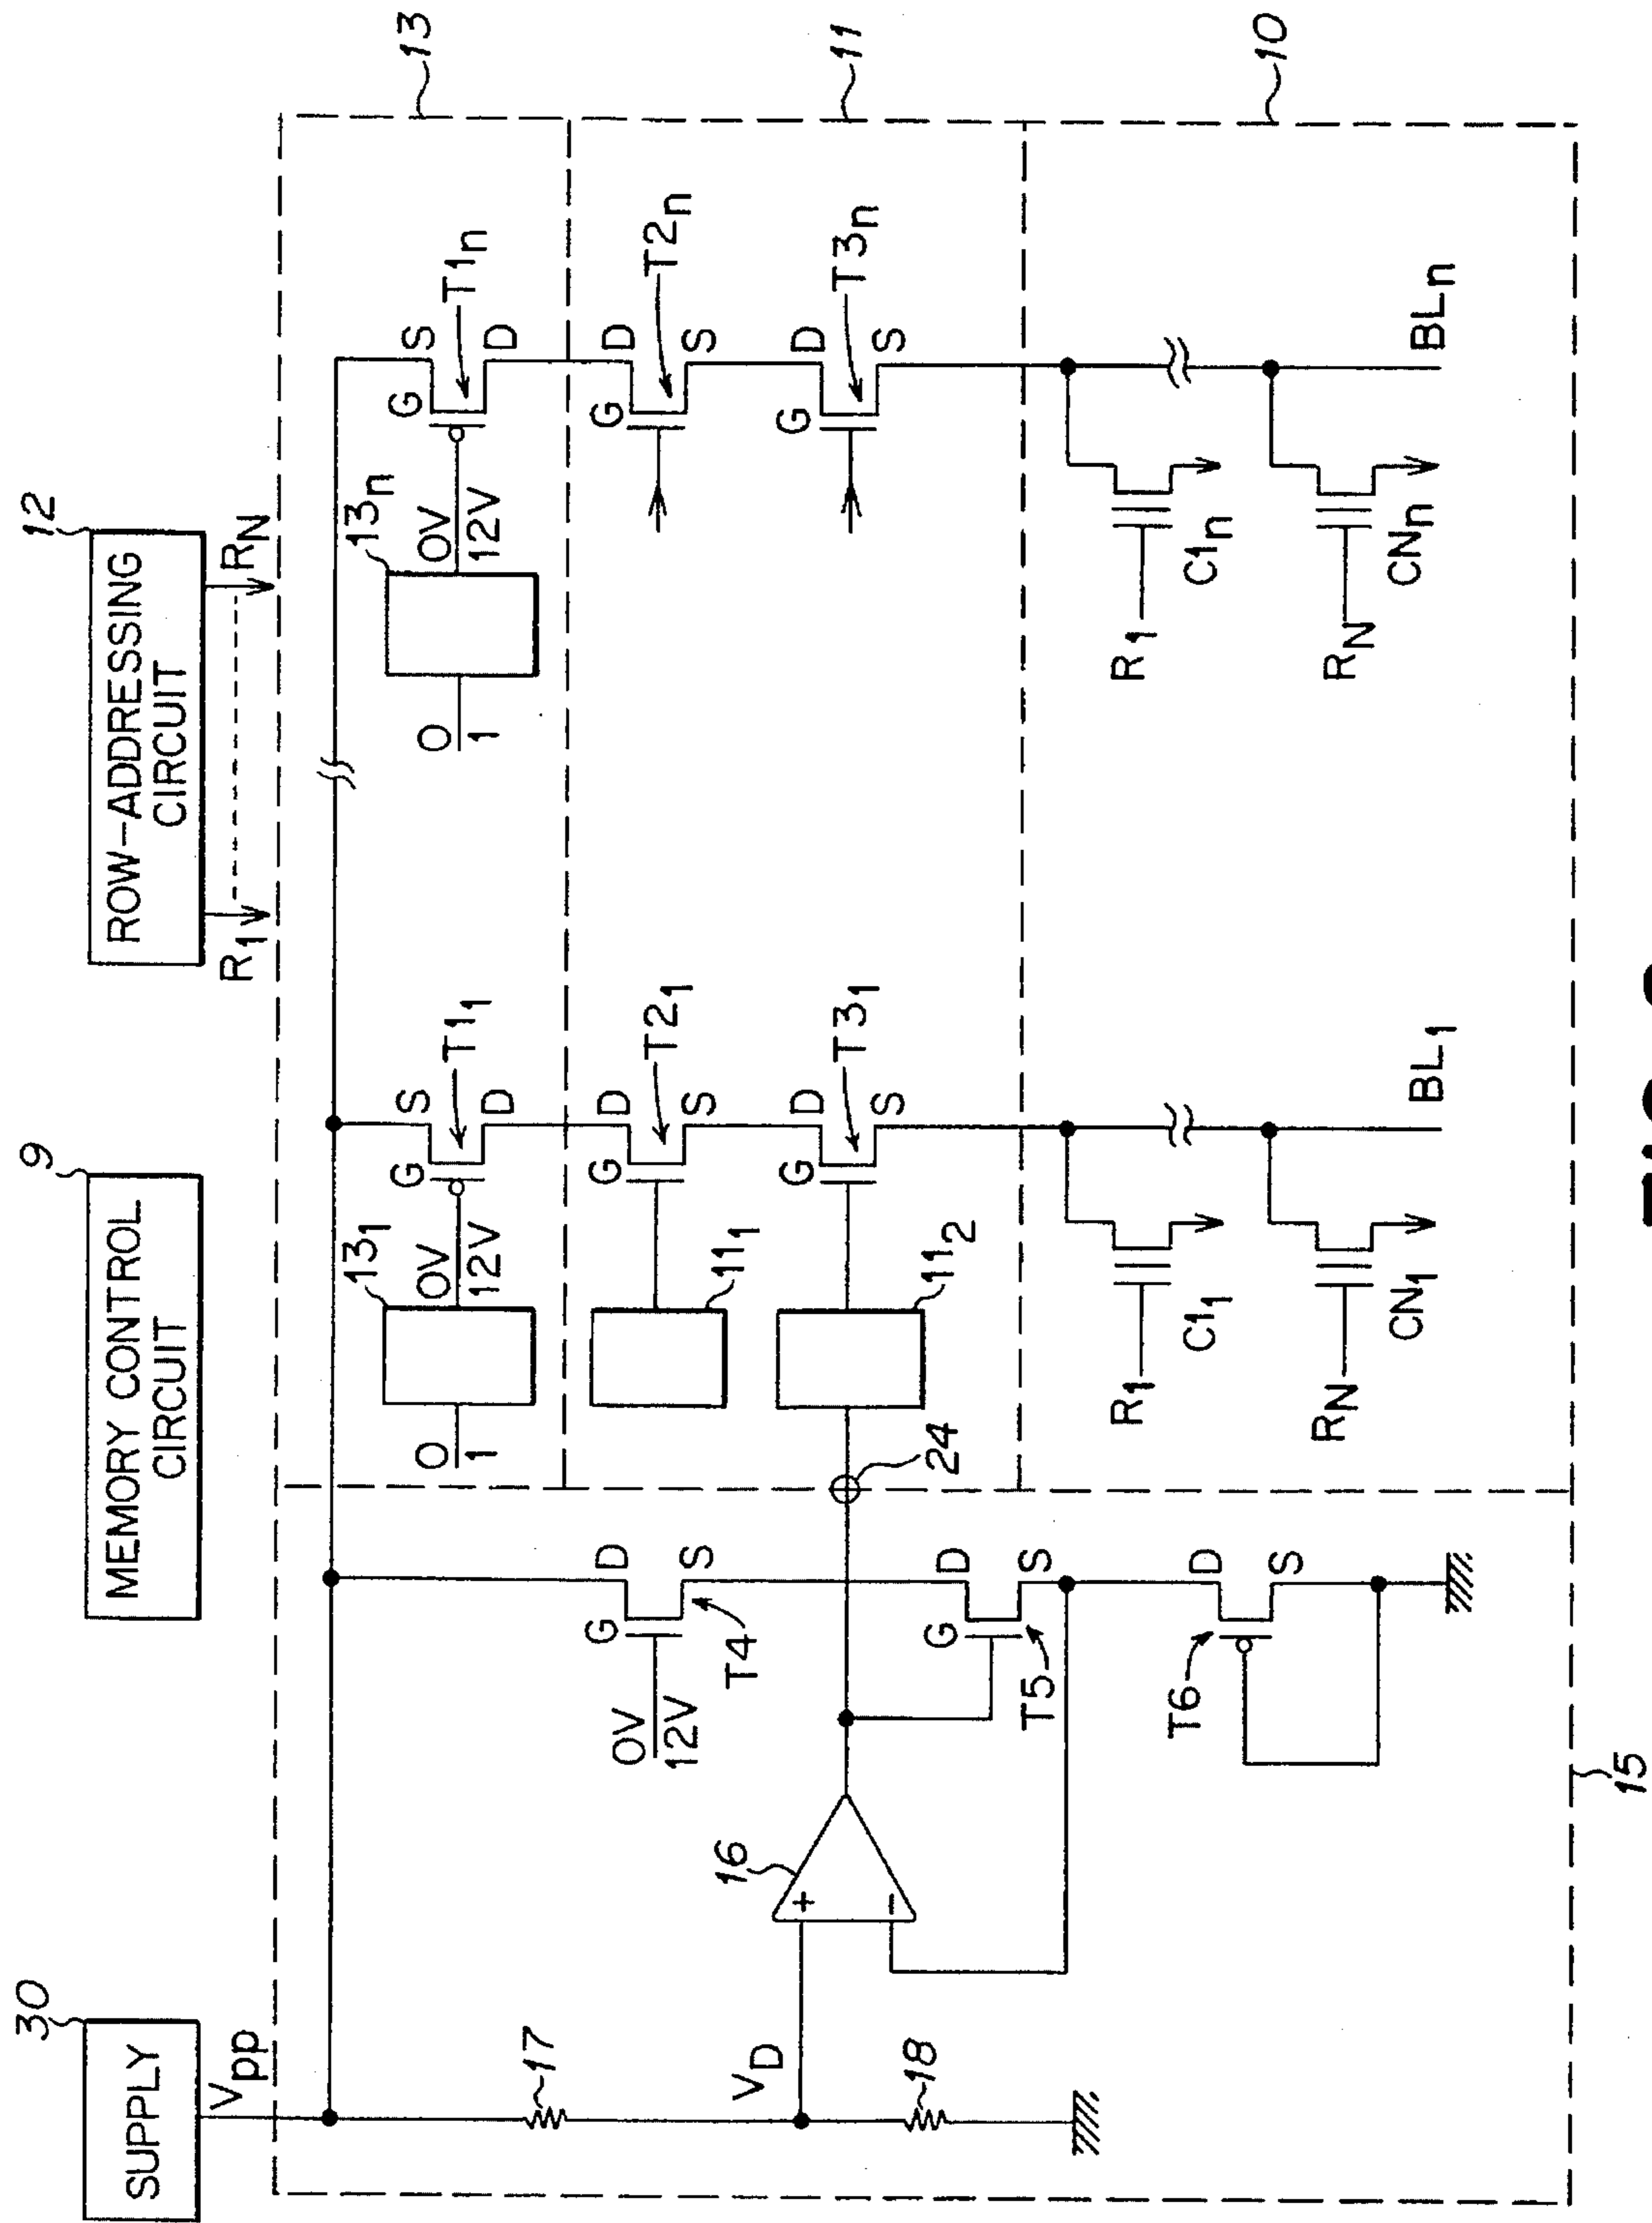 30
SUPPLY
Vpp
9
MEMORY CONTROL
CIRCUIT
12
ROW-ADDRESSING
CIRCUIT
R1
RN
13
0
1
131
0V
12V
G
S
D
T11
0
1
13n
0V
12V
G
S
D
T1n
11
17
0V
12V
G
D
S
T4
111
G
D
S
T21
G
D
S
T2n
VD
16
+
-
24
112
G
D
S
T31
G
D
S
T3n
18
G
D
S
T5
10
T6
D
S
R1
C11
R1
C1n
RN
CN1
BL1
RN
CNn
BLn
15